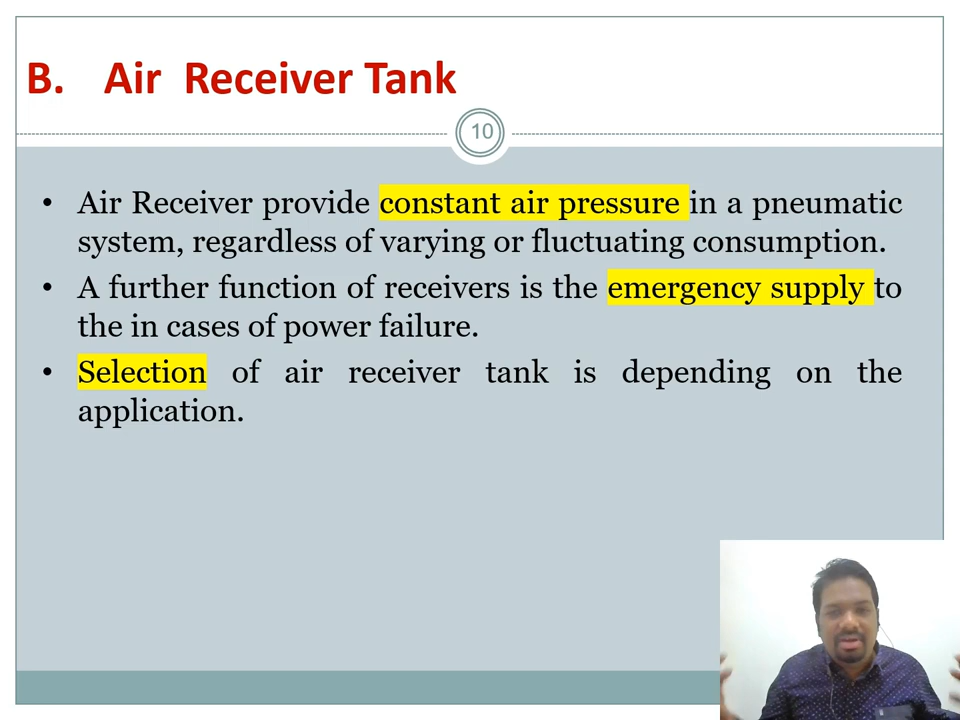 B. Air Receiver Tank
10
• Air Receiver provide constant air pressure in a pneumatic
system, regardless of varying or fluctuating consumption.
• A further function of receivers is the emergency supply to
the in cases of power failure.
• Selection of air receiver tank is depending on the
application.